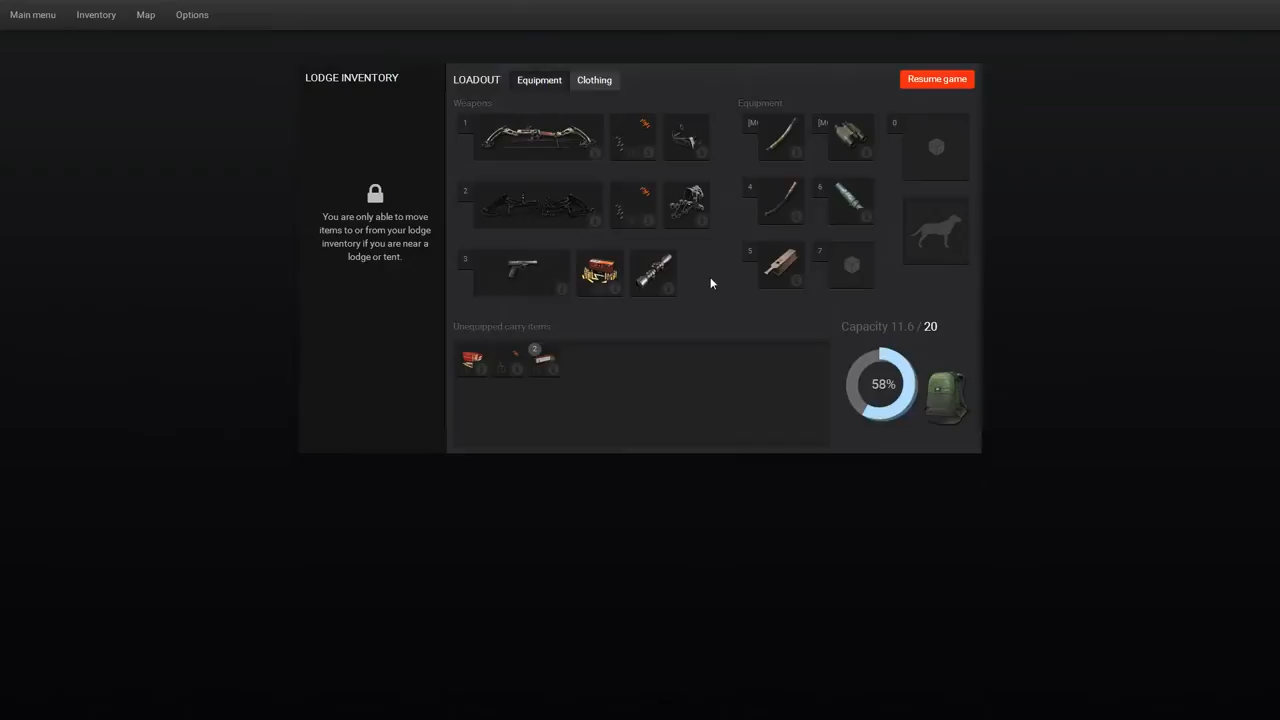 Main menu Inventory Map Options
LODGE INVENTORY
LOADOUT Equipment Clothing Resume game
Weapons Equipment
1
[M
[M
0
2
4
6
3
5
7
You are only able to move
items to or from your lodge
inventory if you are near a
lodge or tent.
Unequipped carry items
2
Capacity 11.6 / 20
58%